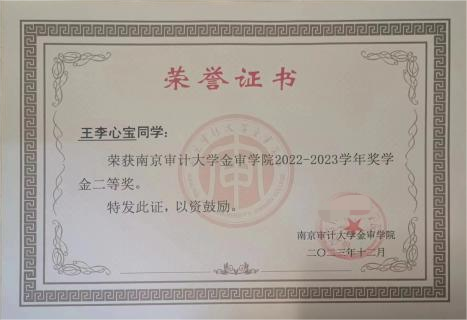 荣誉证书
王李心宝同学:
荣获南京审计大学金审学院2022-2023学年奖学
金二等奖。
特发此证,以资鼓励。
南京审计大学金审学院
二〇二三年十二月